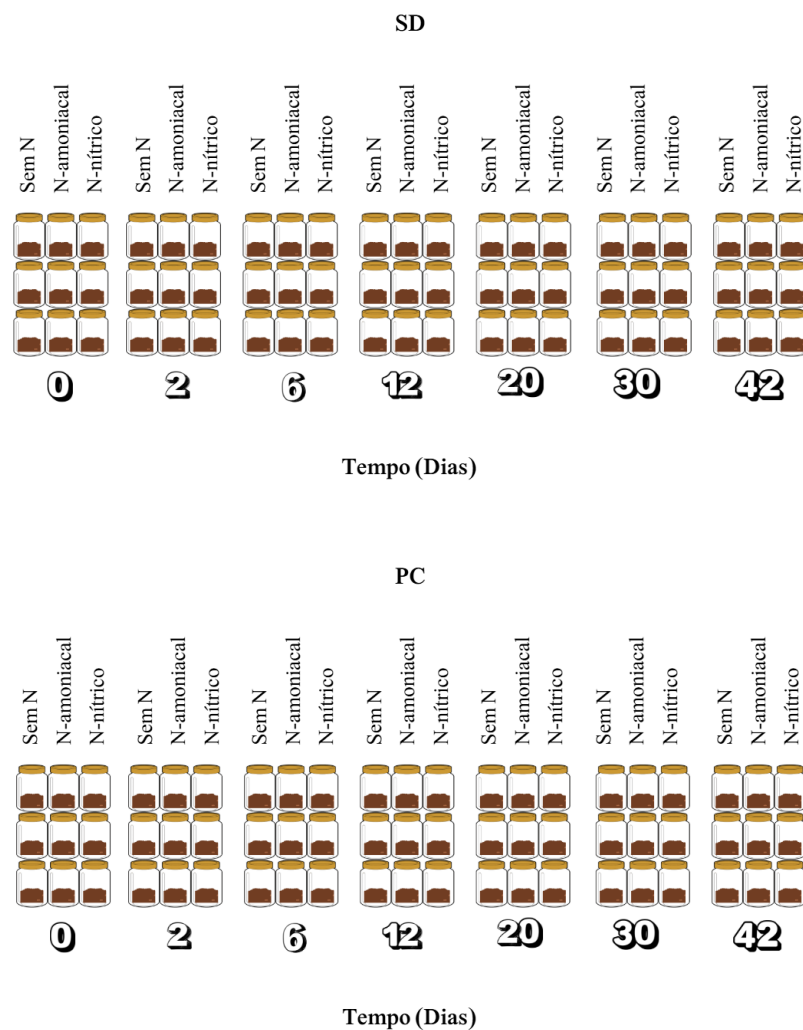 SD
Sem N N-amoniacal N-nítrico Sem N N-amoniacal N-nítrico Sem N N-amoniacal N-nítrico Sem N N-amoniacal N-nítrico Sem N N-amoniacal N-nítrico Sem N N-amoniacal N-nítrico Sem N N-amoniacal N-nítrico
0 2 6 12 20 30 42
Tempo (Dias)
PC
Sem N N-amoniacal N-nítrico Sem N N-amoniacal N-nítrico Sem N N-amoniacal N-nítrico Sem N N-amoniacal N-nítrico Sem N N-amoniacal N-nítrico Sem N N-amoniacal N-nítrico Sem N N-amoniacal N-nítrico
0 2 6 12 20 30 42
Tempo (Dias)